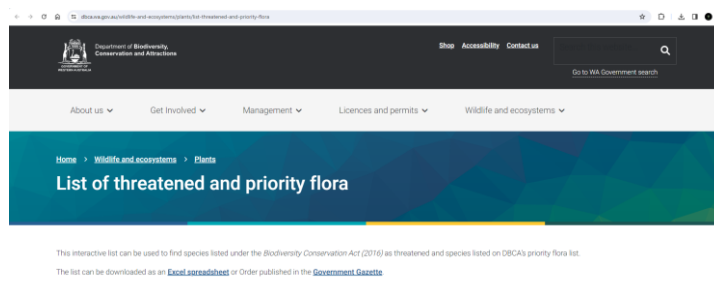 dbca.wa.gov.au/wildlife-and-ecosystems/plants/list-threatened-and-priority-flora
Department of Biodiversity,
Conservation and Attractions
GOVERNMENT OF
WESTERN AUSTRALIA
Shop Accessibility Contact us
Go to WA Government search
About us Get Involved Management Licences and permits Wildlife and ecosystems
Home > Wildlife and ecosystems > Plants
List of threatened and priority flora
This interactive list can be used to find species listed under the Biodiversity Conservation Act (2016) as threatened and species listed on DBCA's priority flora list.
The list can be downloaded as an Excel spreadsheet or Order published in the Government Gazette.